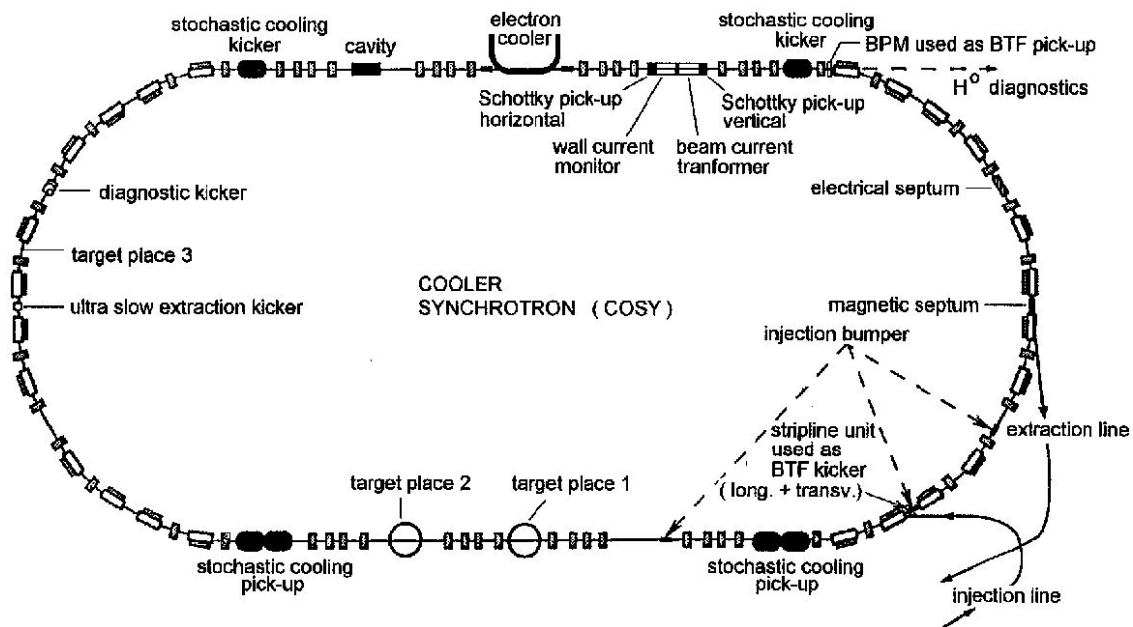 stochastic cooling
kicker
cavity
electron
cooler
stochastic cooling
kicker
BPM used as BTF pick-up
H° diagnostics
Schottky pick-up
horizontal
Schottky pick-up
vertical
wall current
monitor
beam current
tranformer
diagnostic kicker
electrical septum
target place 3
ultra slow extraction kicker
COOLER
SYNCHROTRON ( COSY )
magnetic septum
injection bumper
extraction line
stripline unit
used as
BTF kicker
( long. + transv.)
target place 2
target place 1
stochastic cooling
pick-up
stochastic cooling
pick-up
injection line